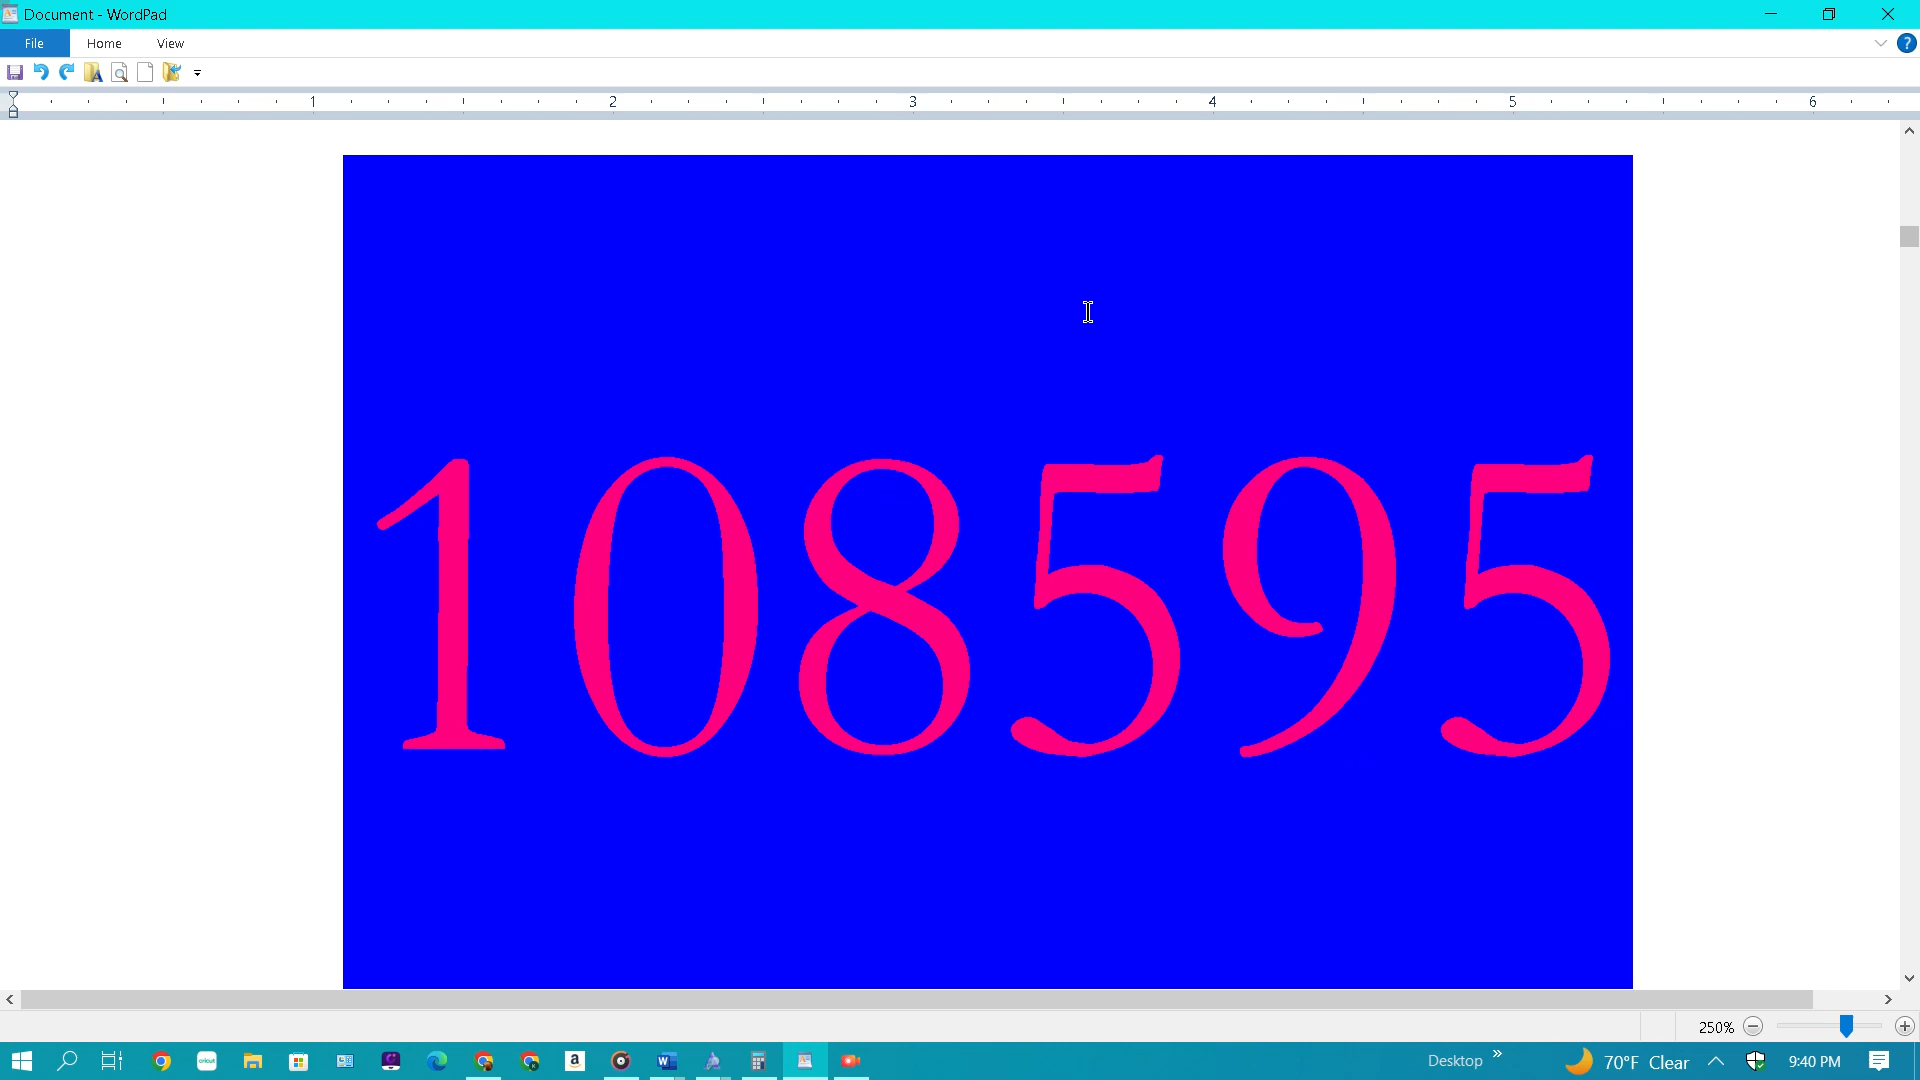 Document - WordPad
File Home View
1 2 3 4 5 6
108595
250%
Desktop 70°F Clear 9:40 PM